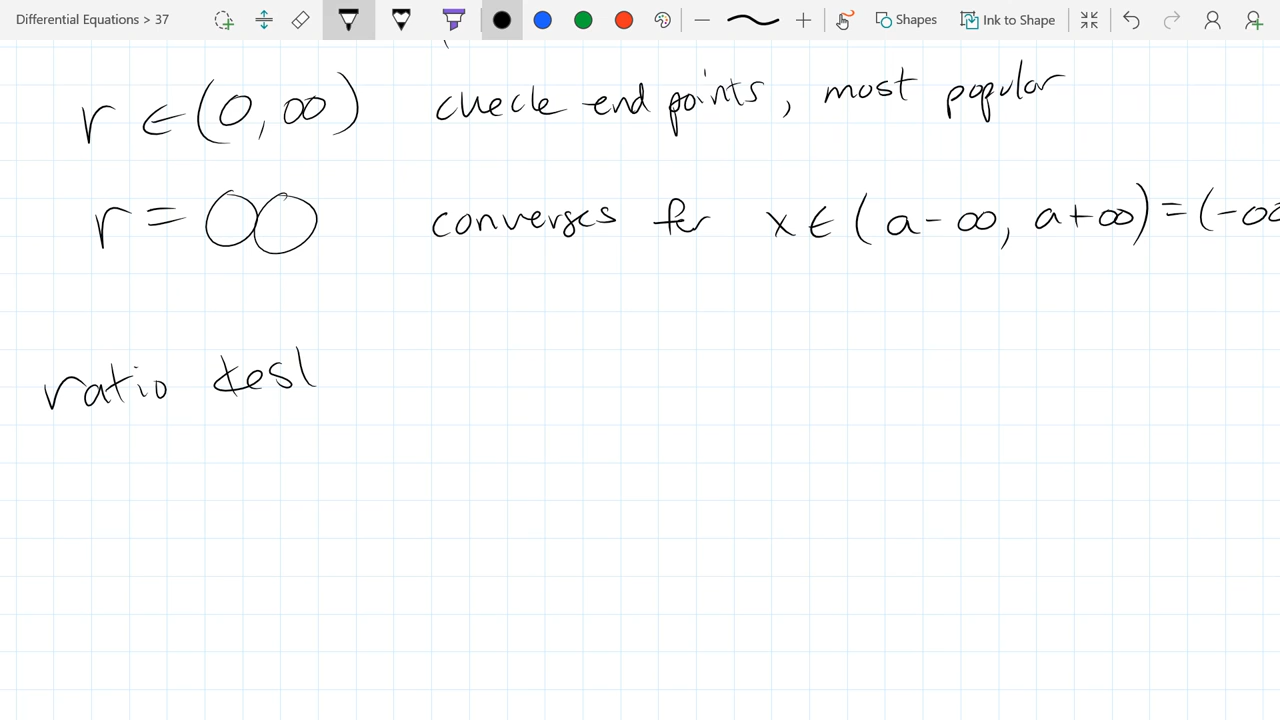 Differential Equations > 37
Shapes
Ink to Shape
r ∈ (0, ∞) check end points, most popular
r = ∞ converges for x ∈ (a - ∞, a + ∞) = (-∞
ratio test